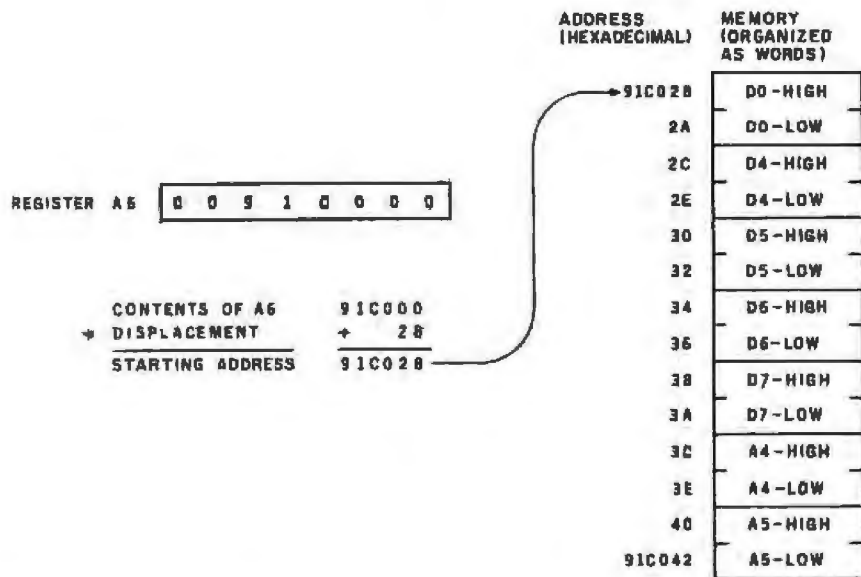 ADDRESS
(HEXADECIMAL)
MEMORY
(ORGANIZED
AS WORDS)
91C028 D0-HIGH
2A D0-LOW
2C D4-HIGH
2E D4-LOW
REGISTER A6 0 0 9 1 0 0 0 0
30 D5-HIGH
32 D5-LOW
34 D6-HIGH
36 D6-LOW
38 D7-HIGH
3A D7-LOW
3C A4-HIGH
3E A4-LOW
40 A5-HIGH
91C042 A5-LOW
CONTENTS OF A6 91C000
+ DISPLACEMENT + 28
STARTING ADDRESS 91C028